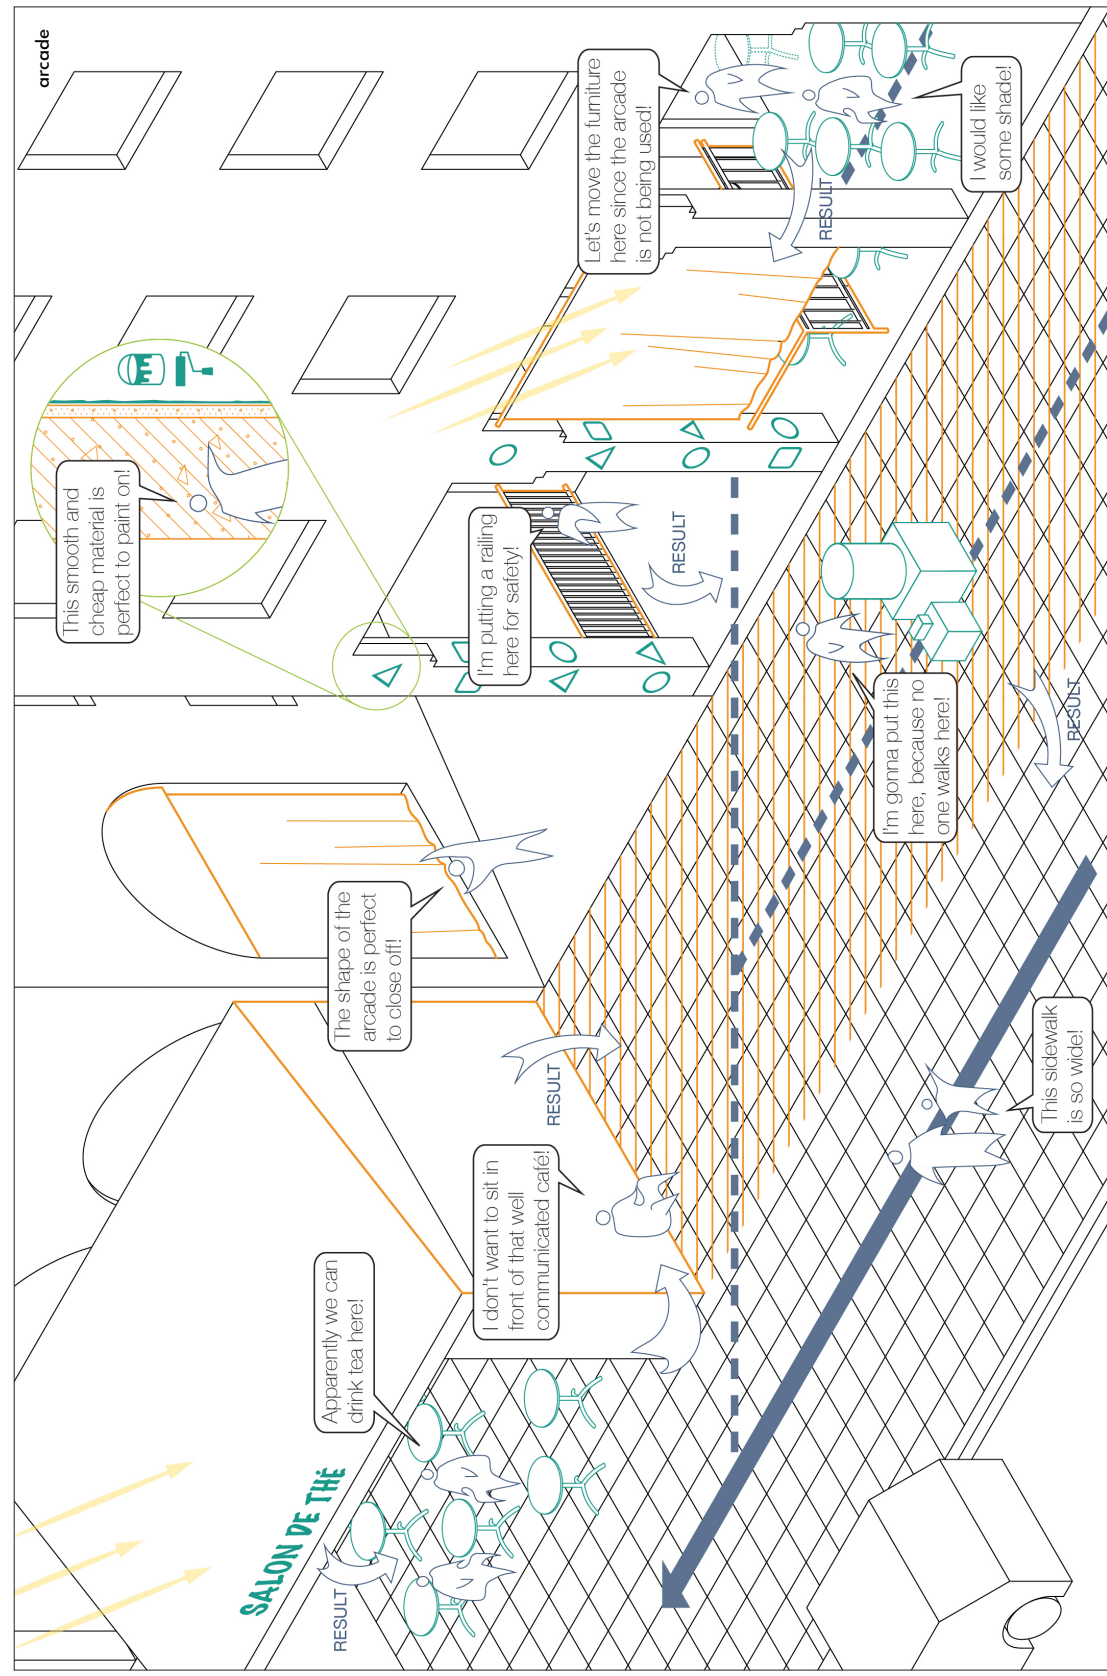 arcade
This smooth and
cheap material is
perfect to paint on!
Let's move the furniture
here since the arcade
is not being used!
I would like
some shade!
RESULT
I'm putting a railing
here for safety!
RESULT
The shape of the
arcade is perfect
to close off!
RESULT
I'm gonna put this
here, because no
one walks here!
RESULT
I don't want to sit in
front of that well
communicated café!
This sidewalk
is so wide!
Apparently we can
drink tea here!
SALON DE THÉ
RESULT